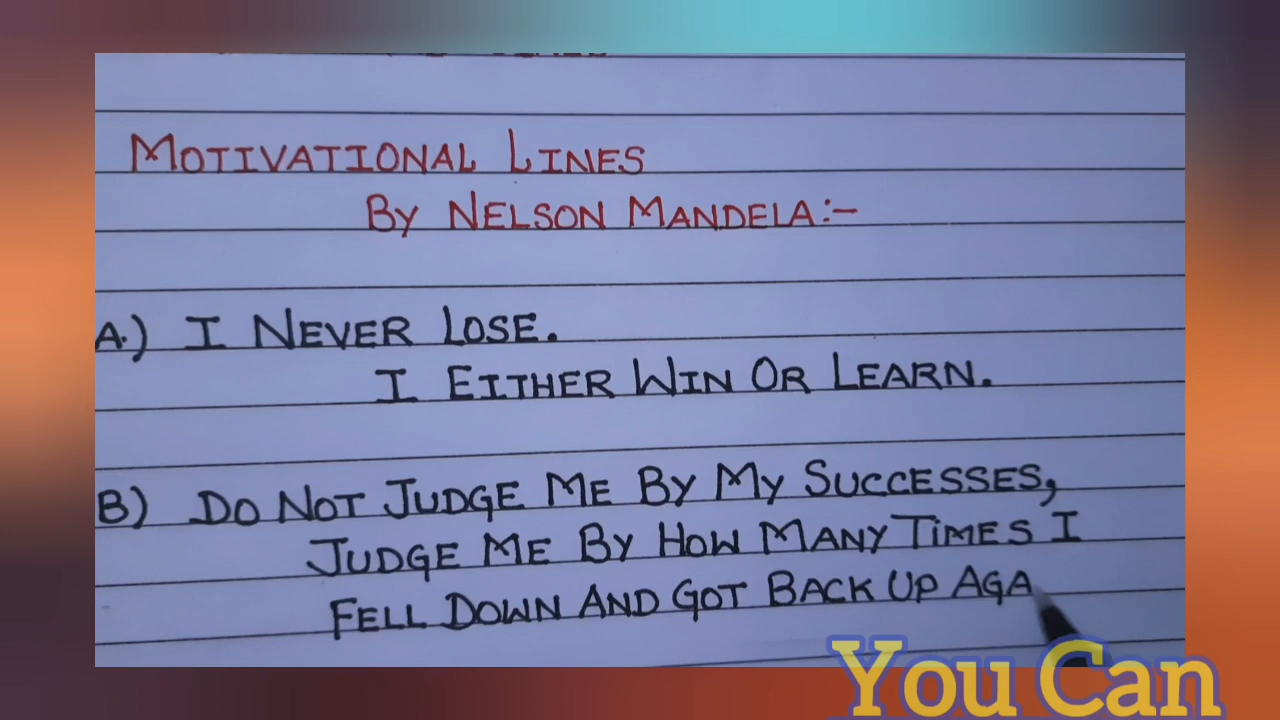 MOTIVATIONAL LINES
BY NELSON MANDELA:-
A.) I NEVER LOSE.
I EITHER WIN OR LEARN.
B) DO NOT JUDGE ME BY MY SUCCESSES,
JUDGE ME BY HOW MANY TIMES I
FELL DOWN AND GOT BACK UP AGA
You Can